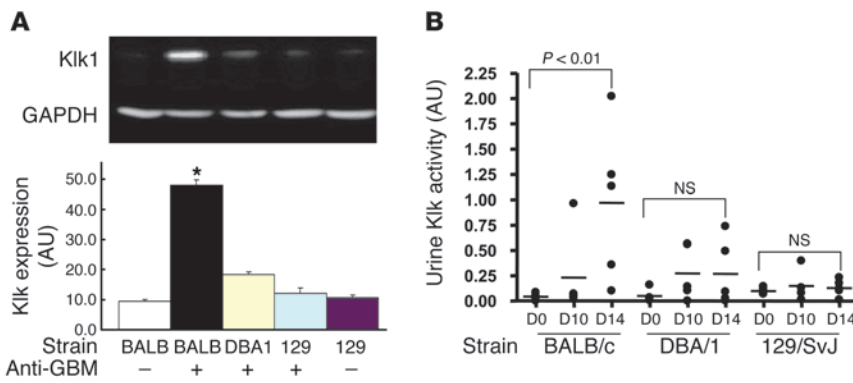 A
Klk1
GAPDH
Klk expression
(AU)
50.0
40.0
30.0
20.0
10.0
0.0
*
Strain BALB BALB DBA1 129 129
Anti-GBM – + + + –
B
P < 0.01
Urine Klk activity (AU)
2.25
2.00
1.75
1.50
1.25
1.00
0.75
0.50
0.25
0.00
NS
NS
D0 D10 D14 D0 D10 D14 D0 D10 D14
Strain BALB/c DBA/1 129/SvJ